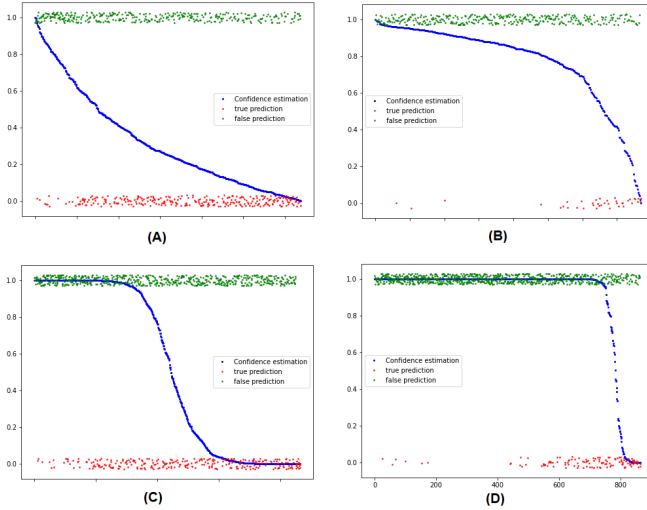 1.0
0.8
0.6
0.4
0.2
0.0
Confidence estimation
true prediction
false prediction
(A)
1.0
0.8
0.6
0.4
0.2
0.0
Confidence estimation
true prediction
false prediction
(B)
1.0
0.8
0.6
0.4
0.2
0.0
Confidence estimation
true prediction
false prediction
(C)
1.0
0.8
0.6
0.4
0.2
0.0
Confidence estimation
true prediction
false prediction
0 200 400 600 800
(D)